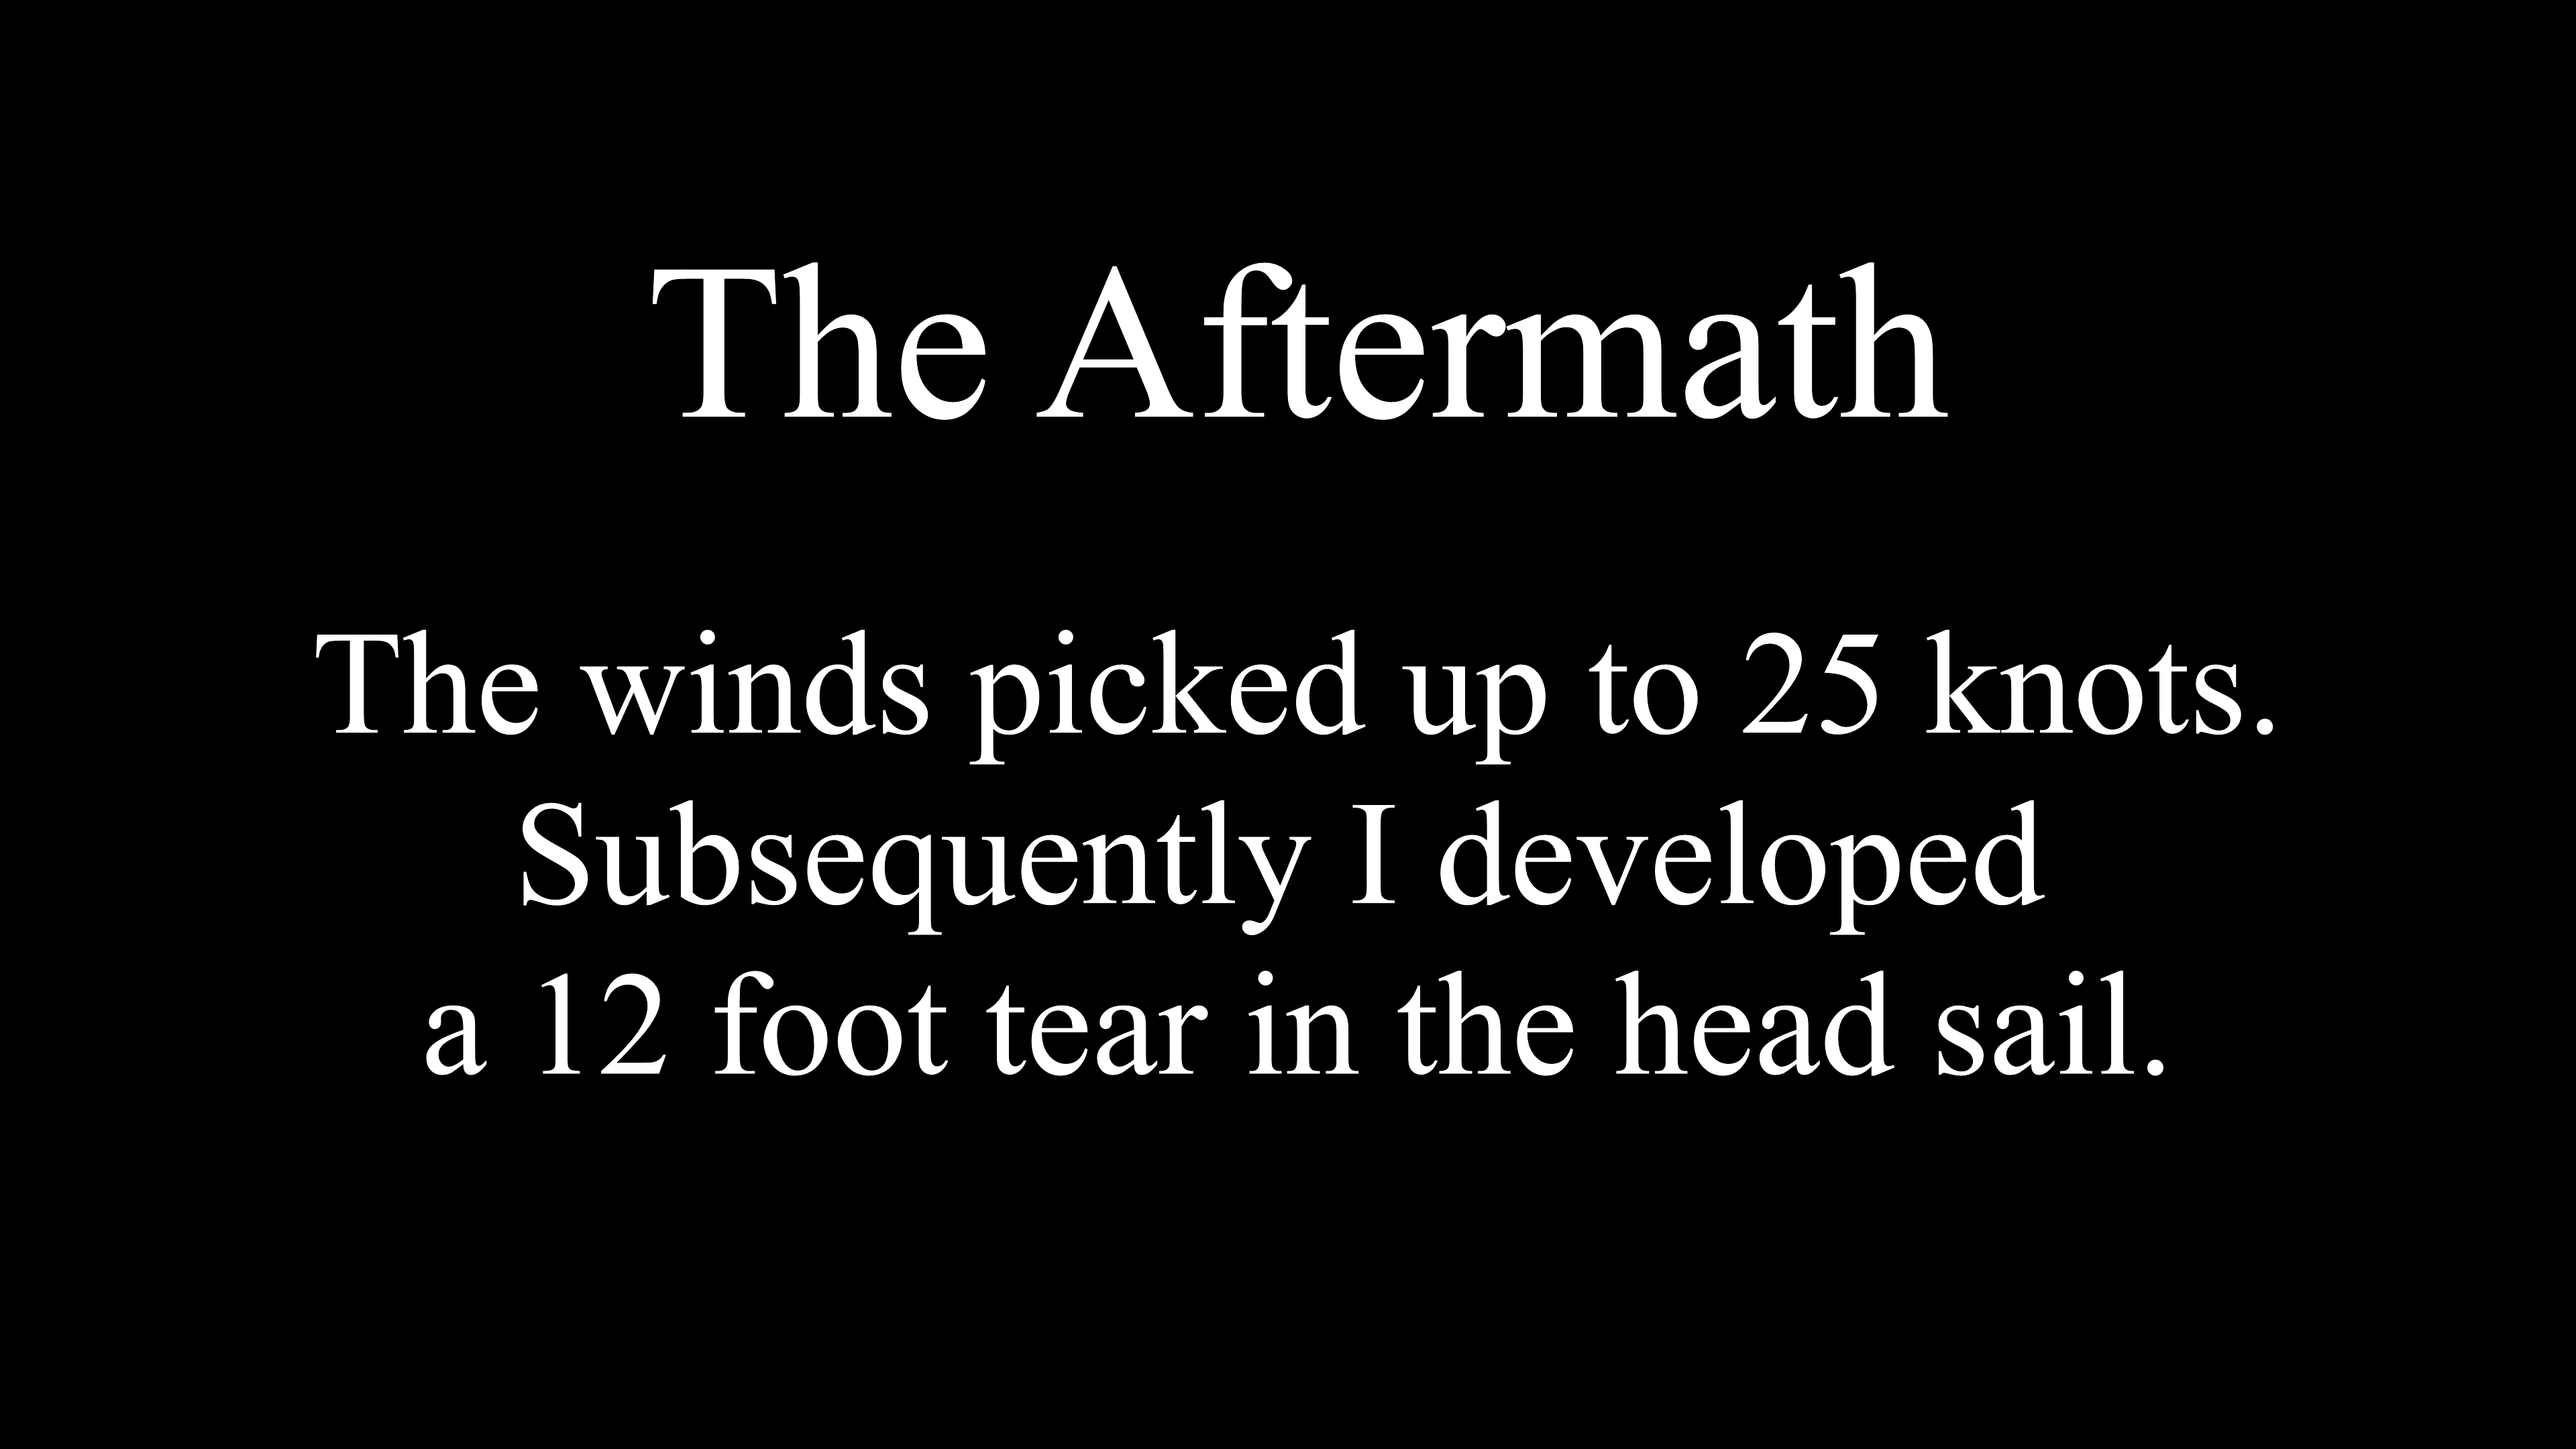 The Aftermath
The winds picked up to 25 knots.
Subsequently I developed
a 12 foot tear in the head sail.